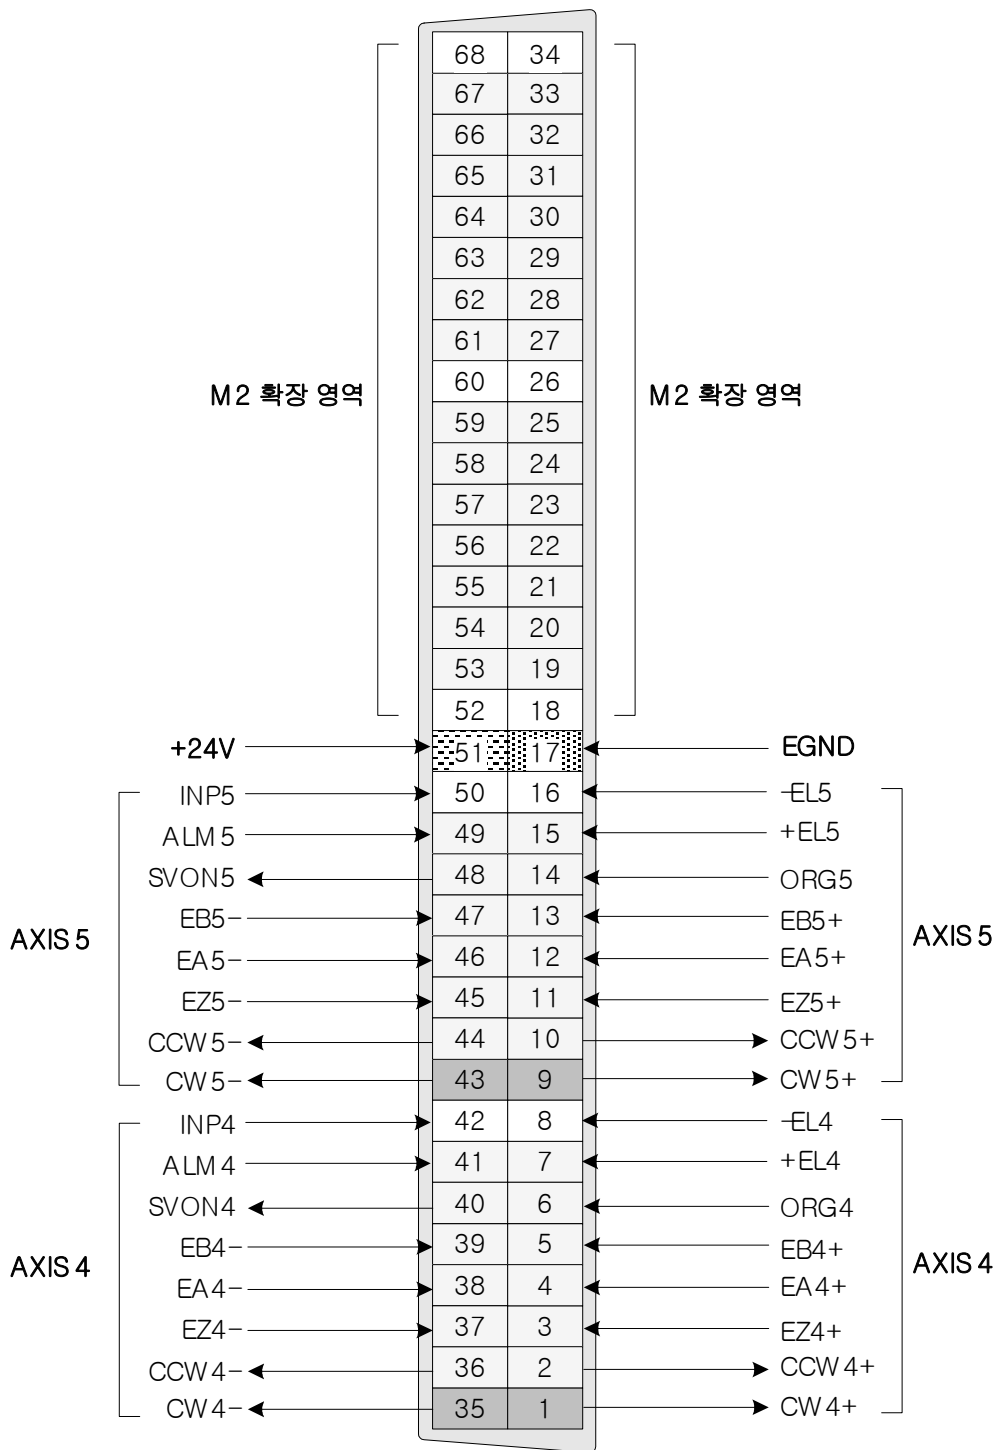 68 34
67 33
66 32
65 31
64 30
63 29
62 28
61 27
60 26
M2 확장 영역 M2 확장 영역
59 25
58 24
57 23
56 22
55 21
54 20
53 19
52 18
+24V 51 17 EGND
INP5 50 16 -EL5
ALM5 49 15 +EL5
SVON5 48 14 ORG5
EB5- 47 13 EB5+
AXIS 5 AXIS 5
EA5- 46 12 EA5+
EZ5- 45 11 EZ5+
CCW5- 44 10 CCW5+
CW5- 43 9 CW5+
INP4 42 8 -EL4
ALM4 41 7 +EL4
SVON4 40 6 ORG4
EB4- 39 5 EB4+
AXIS 4 AXIS 4
EA4- 38 4 EA4+
EZ4- 37 3 EZ4+
CCW4- 36 2 CCW4+
CW4- 35 1 CW4+